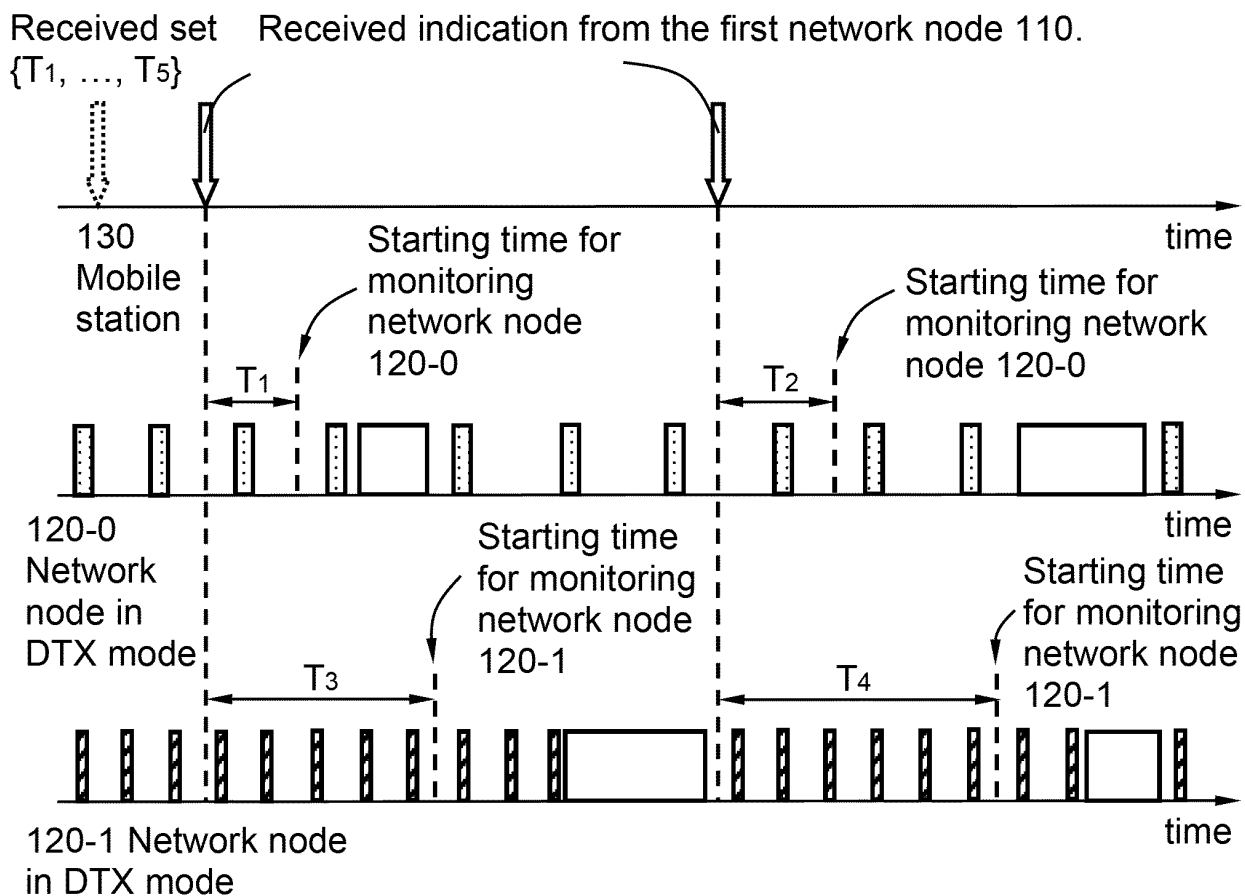 Received set
{T1, ..., T5}
Received indication from the first network node 110.
time
130
Mobile
station
Starting time for
monitoring
network node
120-0
Starting time for
monitoring network
node 120-0
T1
T2
time
120-0
Network
node in
DTX mode
Starting time
for monitoring
network node
120-1
Starting time
for monitoring
network node
120-1
T3
T4
time
120-1 Network node
in DTX mode